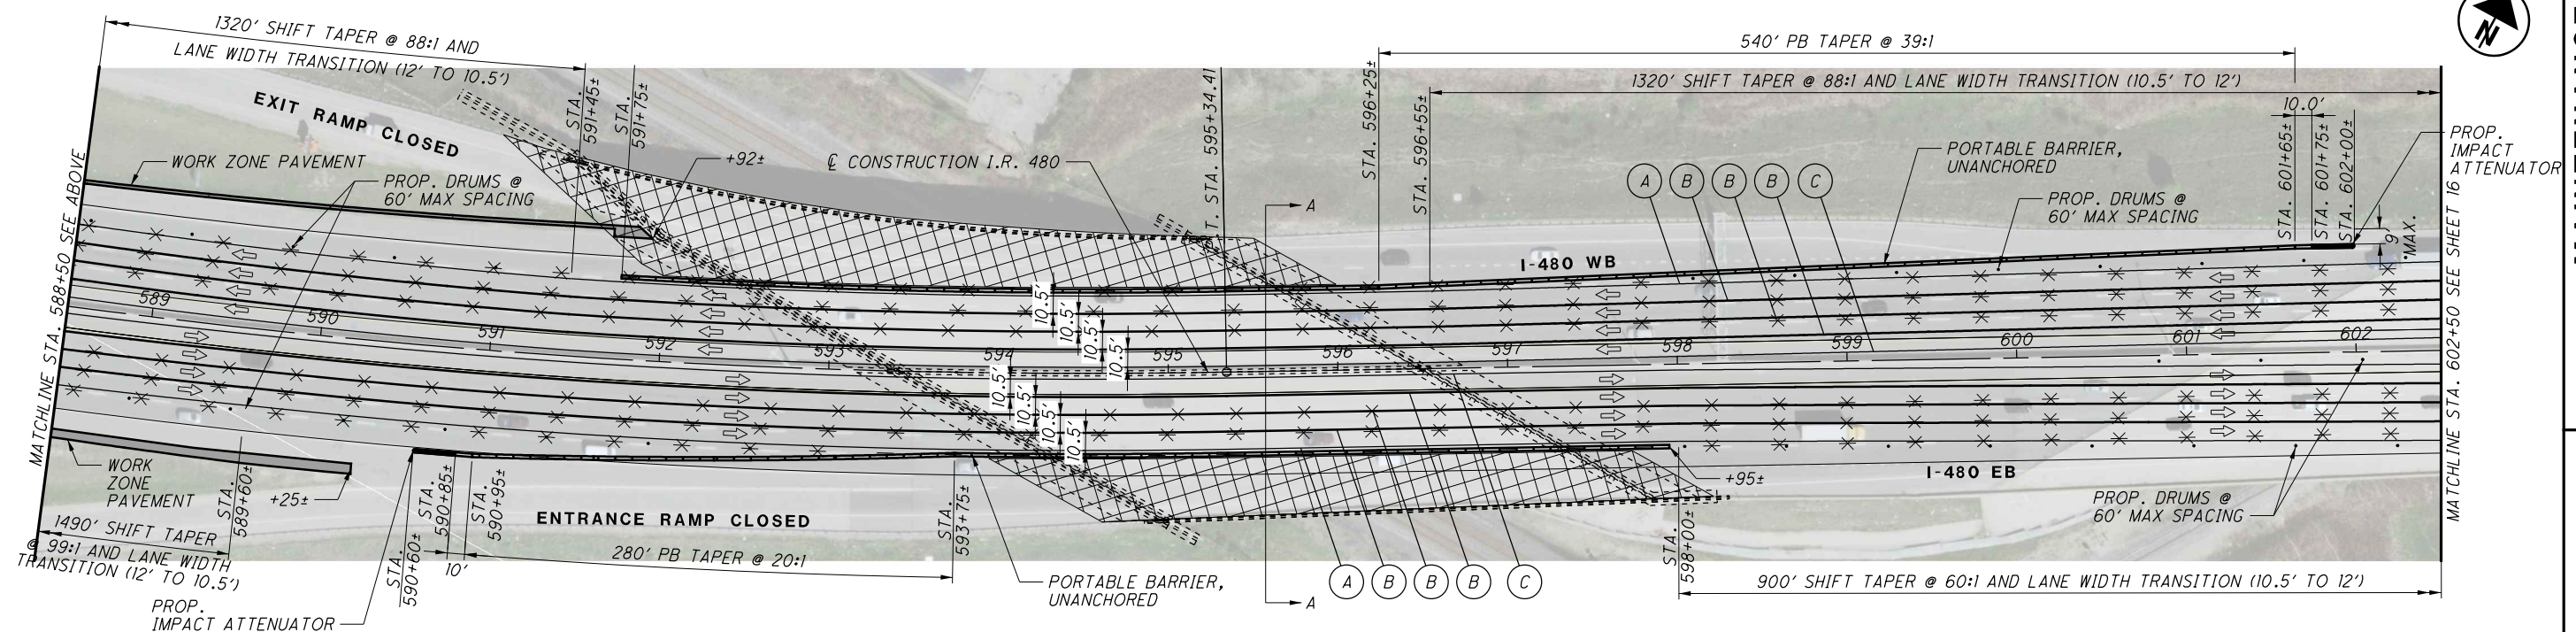 1320' SHIFT TAPER @ 88:1 AND
LANE WIDTH TRANSITION (12' TO 10.5')
540' PB TAPER @ 39:1
1320' SHIFT TAPER @ 88:1 AND LANE WIDTH TRANSITION (10.5' TO 12')
N
EXIT RAMP CLOSED
STA.
591+45±
STA.
591+75±
+92±
℄ CONSTRUCTION I.R. 480
STA. 595+34.41
STA. 596+25±
STA. 596+55±
10.0'
STA. 601+65±
STA. 601+75±
STA. 602+00±
9'
MAX.
PROP.
IMPACT
ATTENUATOR
WORK ZONE PAVEMENT
PROP. DRUMS @
60' MAX SPACING
A
A B B B C
PORTABLE BARRIER,
UNANCHORED
PROP. DRUMS @
60' MAX SPACING
I-480 WB
MATCHLINE STA. 588+50 SEE ABOVE
MATCHLINE STA. 602+50 SEE SHEET 16
589
590
591
592
593
594
595
596
597
598
599
600
601
602
10.5'
10.5'
10.5'
10.5'
10.5'
10.5'
10.5'
10.5'
WORK
ZONE
PAVEMENT
+25±
STA.
589+60±
1490' SHIFT TAPER
@ 99:1 AND LANE WIDTH
TRANSITION (12' TO 10.5')
STA.
590+60±
STA.
590+85±
STA.
590+95±
10'
280' PB TAPER @ 20:1
ENTRANCE RAMP CLOSED
STA.
593+75±
PROP.
IMPACT ATTENUATOR
PORTABLE BARRIER,
UNANCHORED
A
A B B B C
+95±
STA.
598+00±
I-480 EB
PROP. DRUMS @
60' MAX SPACING
900' SHIFT TAPER @ 60:1 AND LANE WIDTH TRANSITION (10.5' TO 12')